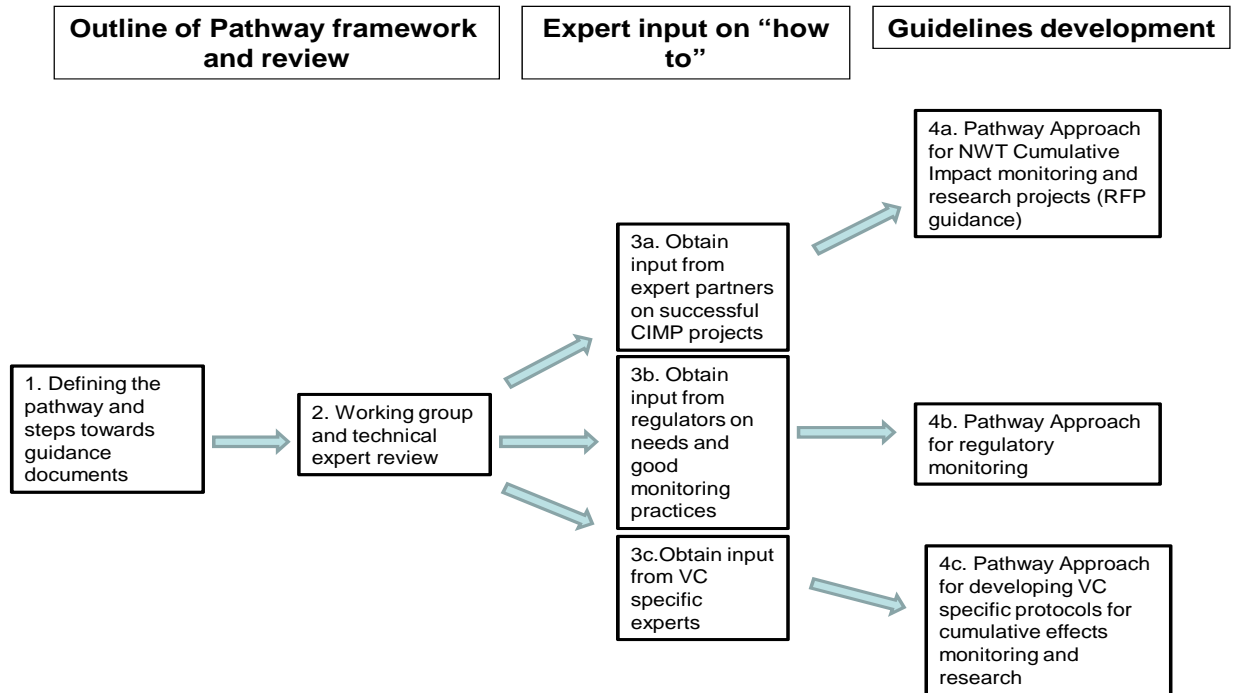 Outline of Pathway framework
and review
Expert input on “how
to”
Guidelines development
1. Defining the
pathway and
steps towards
guidance
documents
2. Working group
and technical
expert review
3a. Obtain
input from
expert partners
on successful
CIMP projects
3b. Obtain
input from
regulators on
needs and
good
monitoring
practices
3c.Obtain input
from VC
specific
experts
4a. Pathway Approach
for NWT Cumulative
Impact monitoring and
research projects (RFP
guidance)
4b. Pathway Approach
for regulatory
monitoring
4c. Pathway Approach
for developing VC
specific protocols for
cumulative effects
monitoring and
research